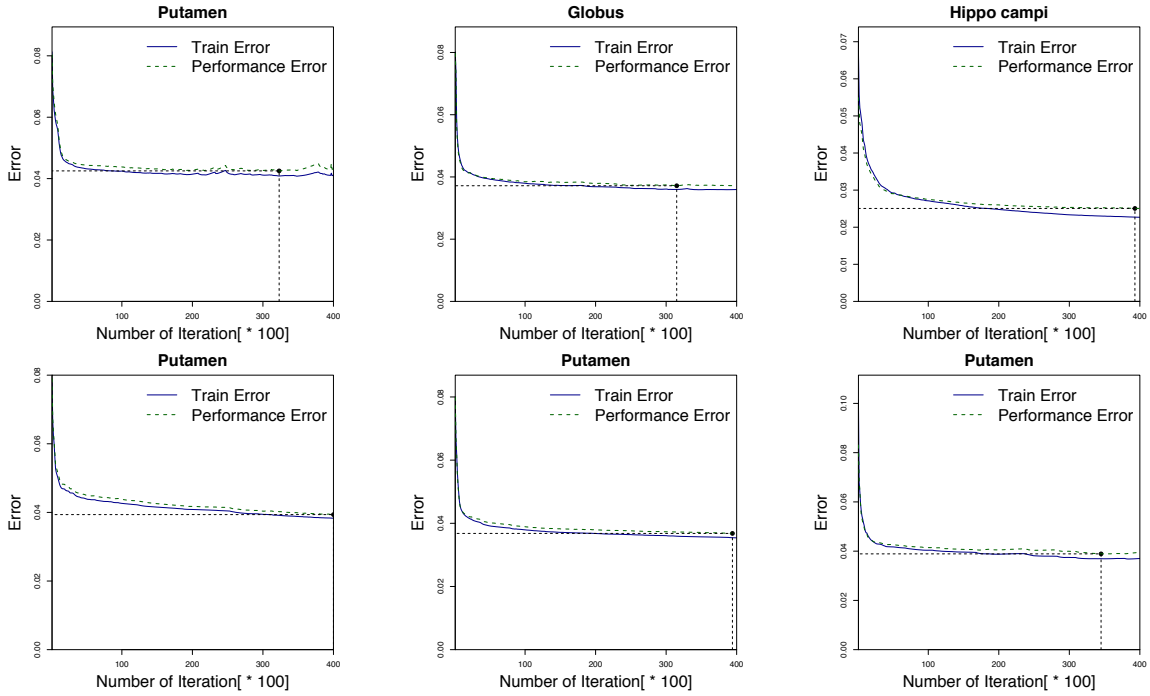 Putamen
Train Error
Performance Error
Error
0.00 0.02 0.04 0.06 0.08
100 200 300 400
Number of Iteration[ * 100]
Globus
Train Error
Performance Error
Error
0.00 0.02 0.04 0.06 0.08
100 200 300 400
Number of Iteration[ * 100]
Hippo campi
Train Error
Performance Error
Error
0.00 0.01 0.02 0.03 0.04 0.05 0.06 0.07
100 200 300 400
Number of Iteration[ * 100]
Putamen
Train Error
Performance Error
Error
0.00 0.02 0.04 0.06 0.08
100 200 300 400
Number of Iteration[ * 100]
Putamen
Train Error
Performance Error
Error
0.00 0.02 0.04 0.06 0.08
100 200 300 400
Number of Iteration[ * 100]
Putamen
Train Error
Performance Error
Error
0.00 0.02 0.04 0.06 0.08 0.10
100 200 300 400
Number of Iteration[ * 100]